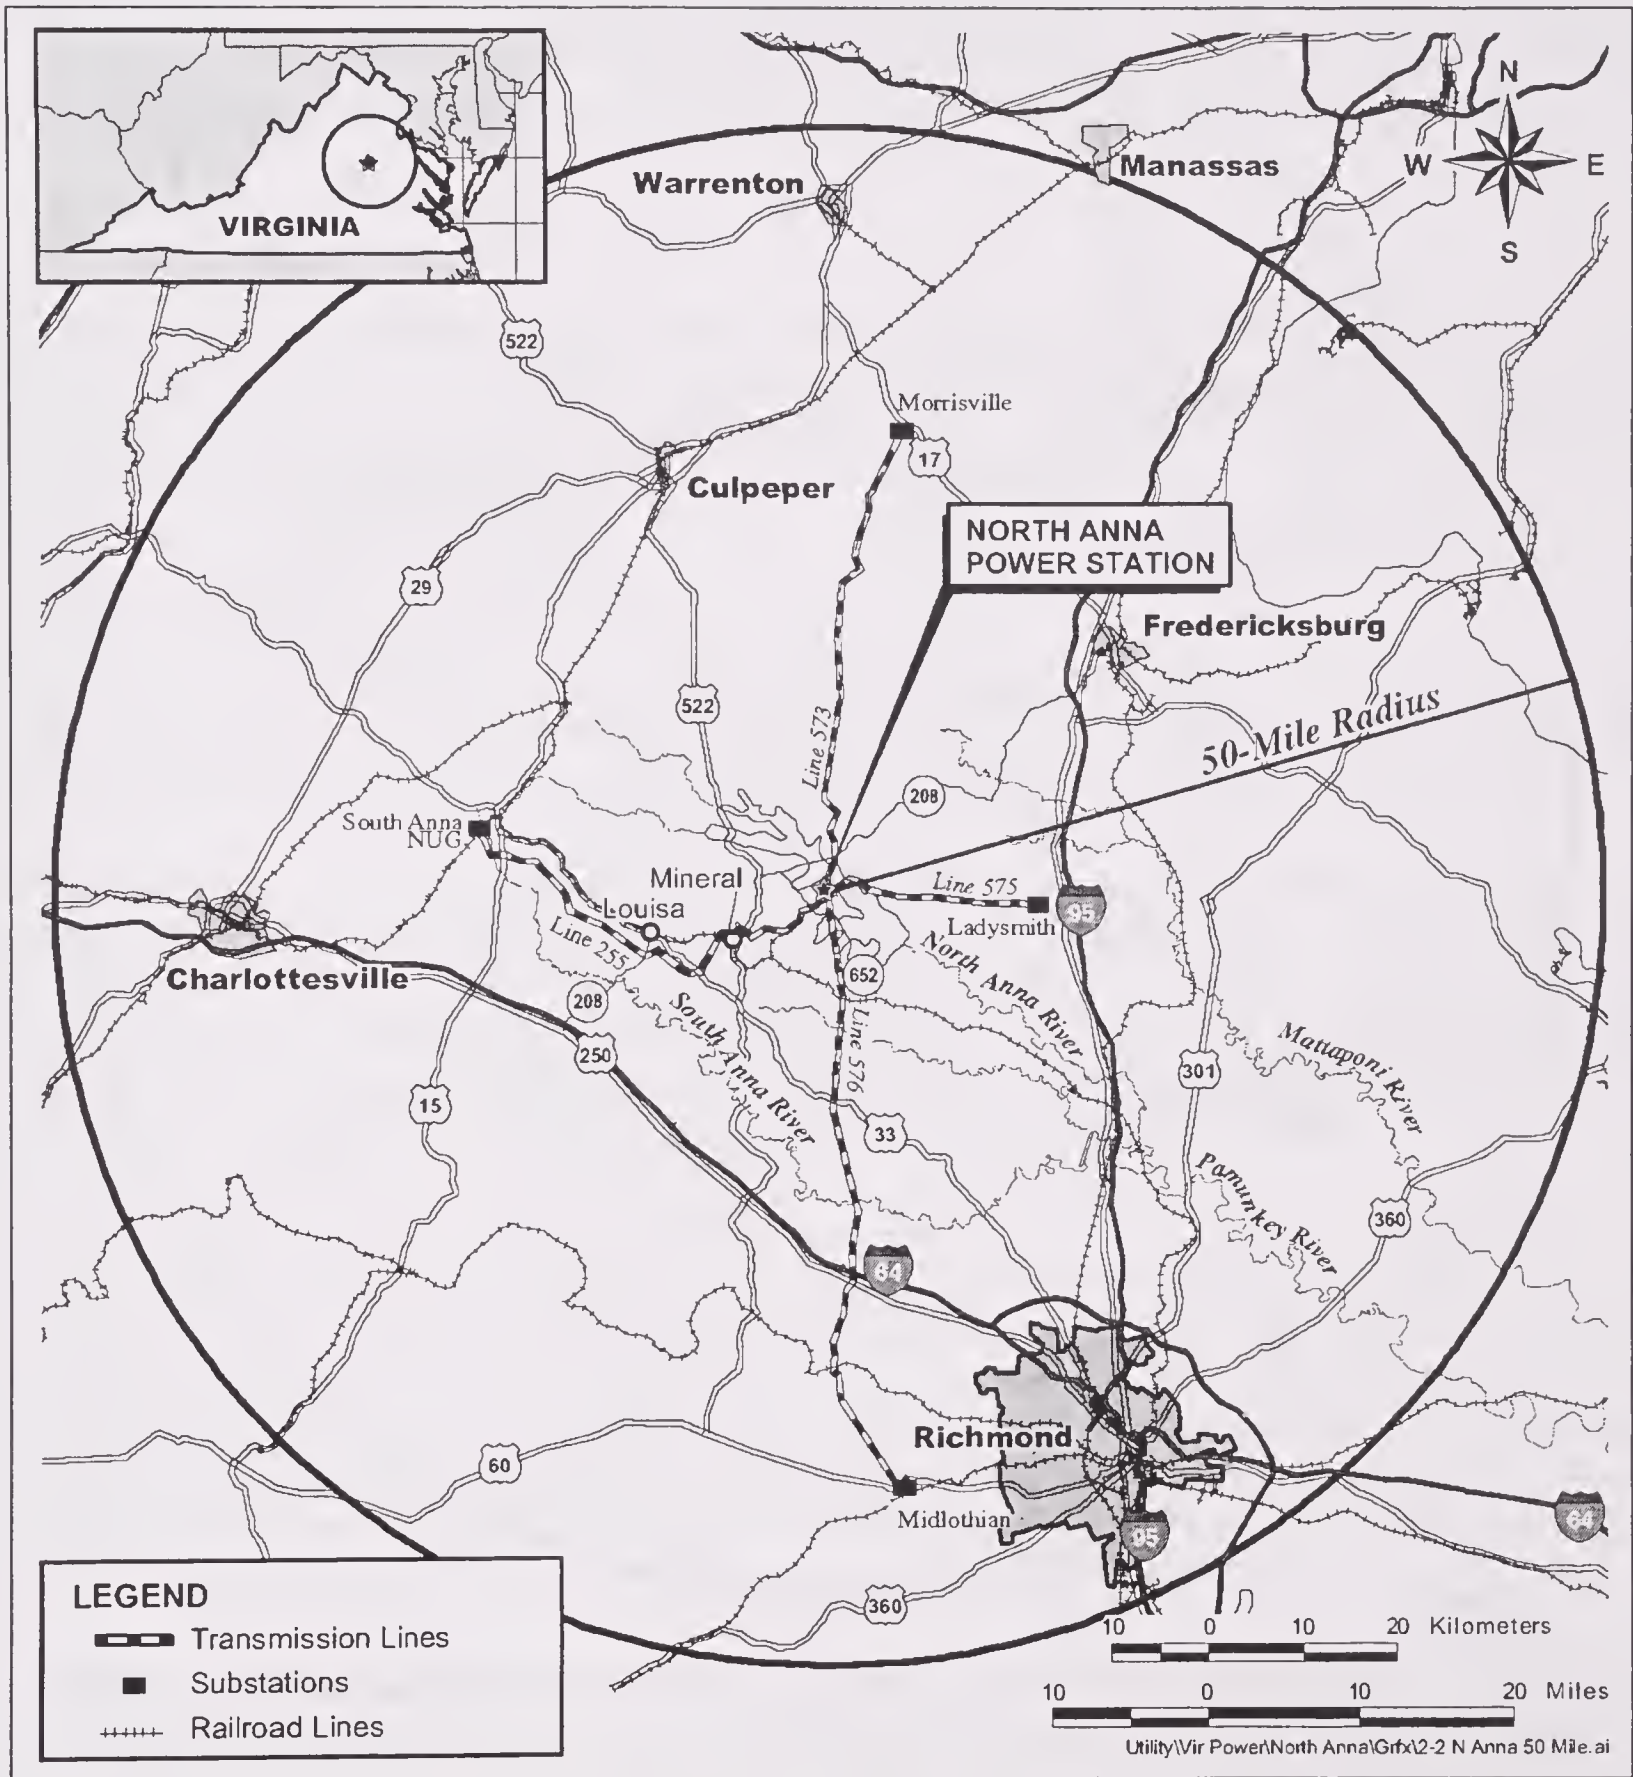 VIRGINIA
N
W
E
S
Warrenton
Manassas
522
Morrisville
17
Culpeper
NORTH ANNA
POWER STATION
29
Fredericksburg
522
Line 573
50-Mile Radius
208
South Anna
NUG
Mineral
Louisa
Line 575
95
Ladysmith
Line 255
Charlottesville
208
652
North Anna River
South Anna River
Line 576
250
301
Mattaponi River
15
33
Pamunkey River
360
64
Richmond
60
Midlothian
95
64
360
LEGEND
Transmission Lines
Substations
Railroad Lines
10 0 10 20 Kilometers
10 0 10 20 Miles
Utility\Vir Power\North Anna\Grfx\2-2 N Anna 50 Mile.ai